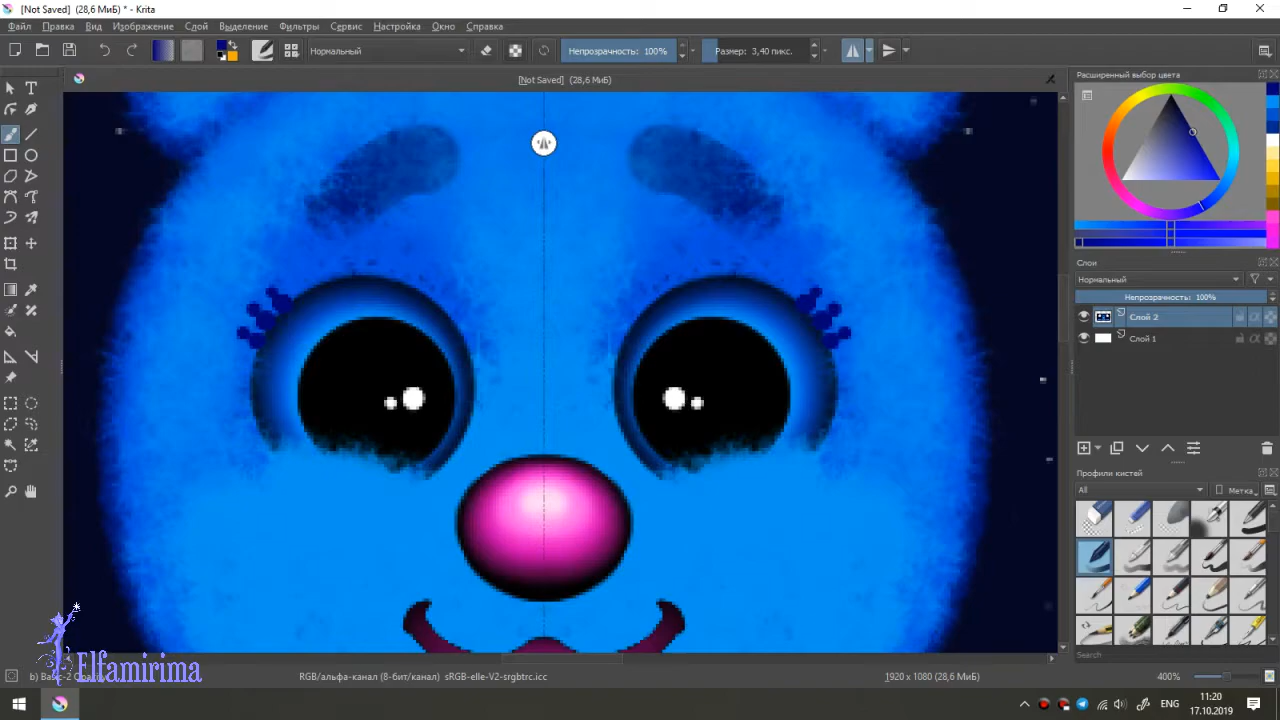 [Not Saved] (28,6 МиБ) * - Krita
Файл Правка Вид Изображение Слой Выделение Фильтры Сервис Настройка Окно Справка
Нормальный Непрозрачность: 100% Размер: 3,40 пикс.
[Not Saved] (28,6 МиБ)
Расширенный выбор цвета
Слои
Нормальный
Непрозрачность: 100%
Слой 2
Слой 1
Профили кистей
All Метка
Search
Elfamirima
RGB/альфа-канал (8-бит/канал) sRGB-elle-V2-srgbtrc.icc 1920 x 1080 (28,6 МиБ) 400%
ENG
11:20
17.10.2019